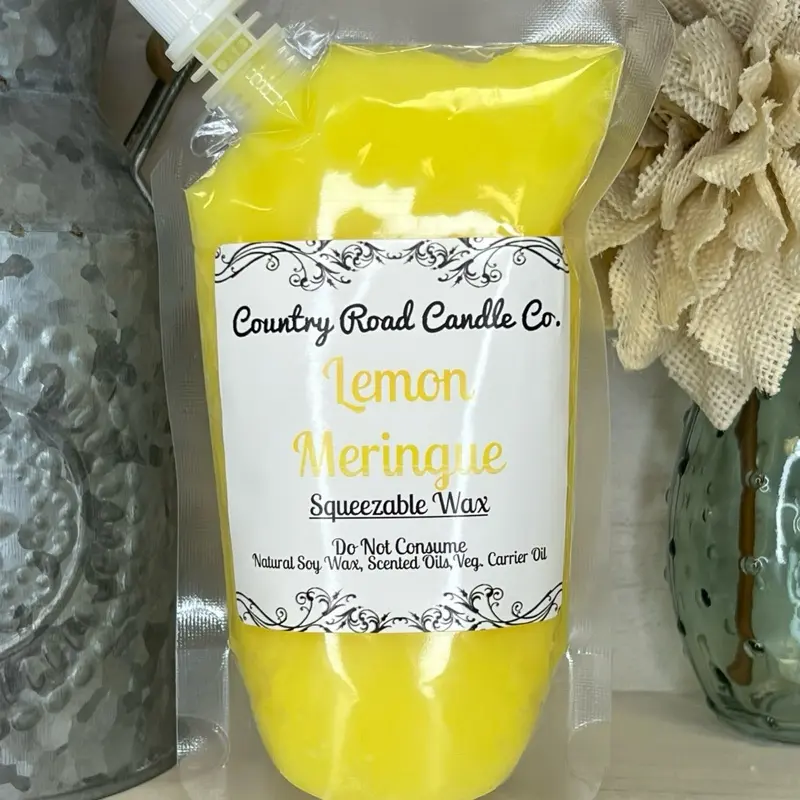 Country Road Candle Co.
Lemon
Meringue
Squeezable Wax
Do Not Consume
Natural Soy Wax, Scented Oils, Veg. Carrier Oil